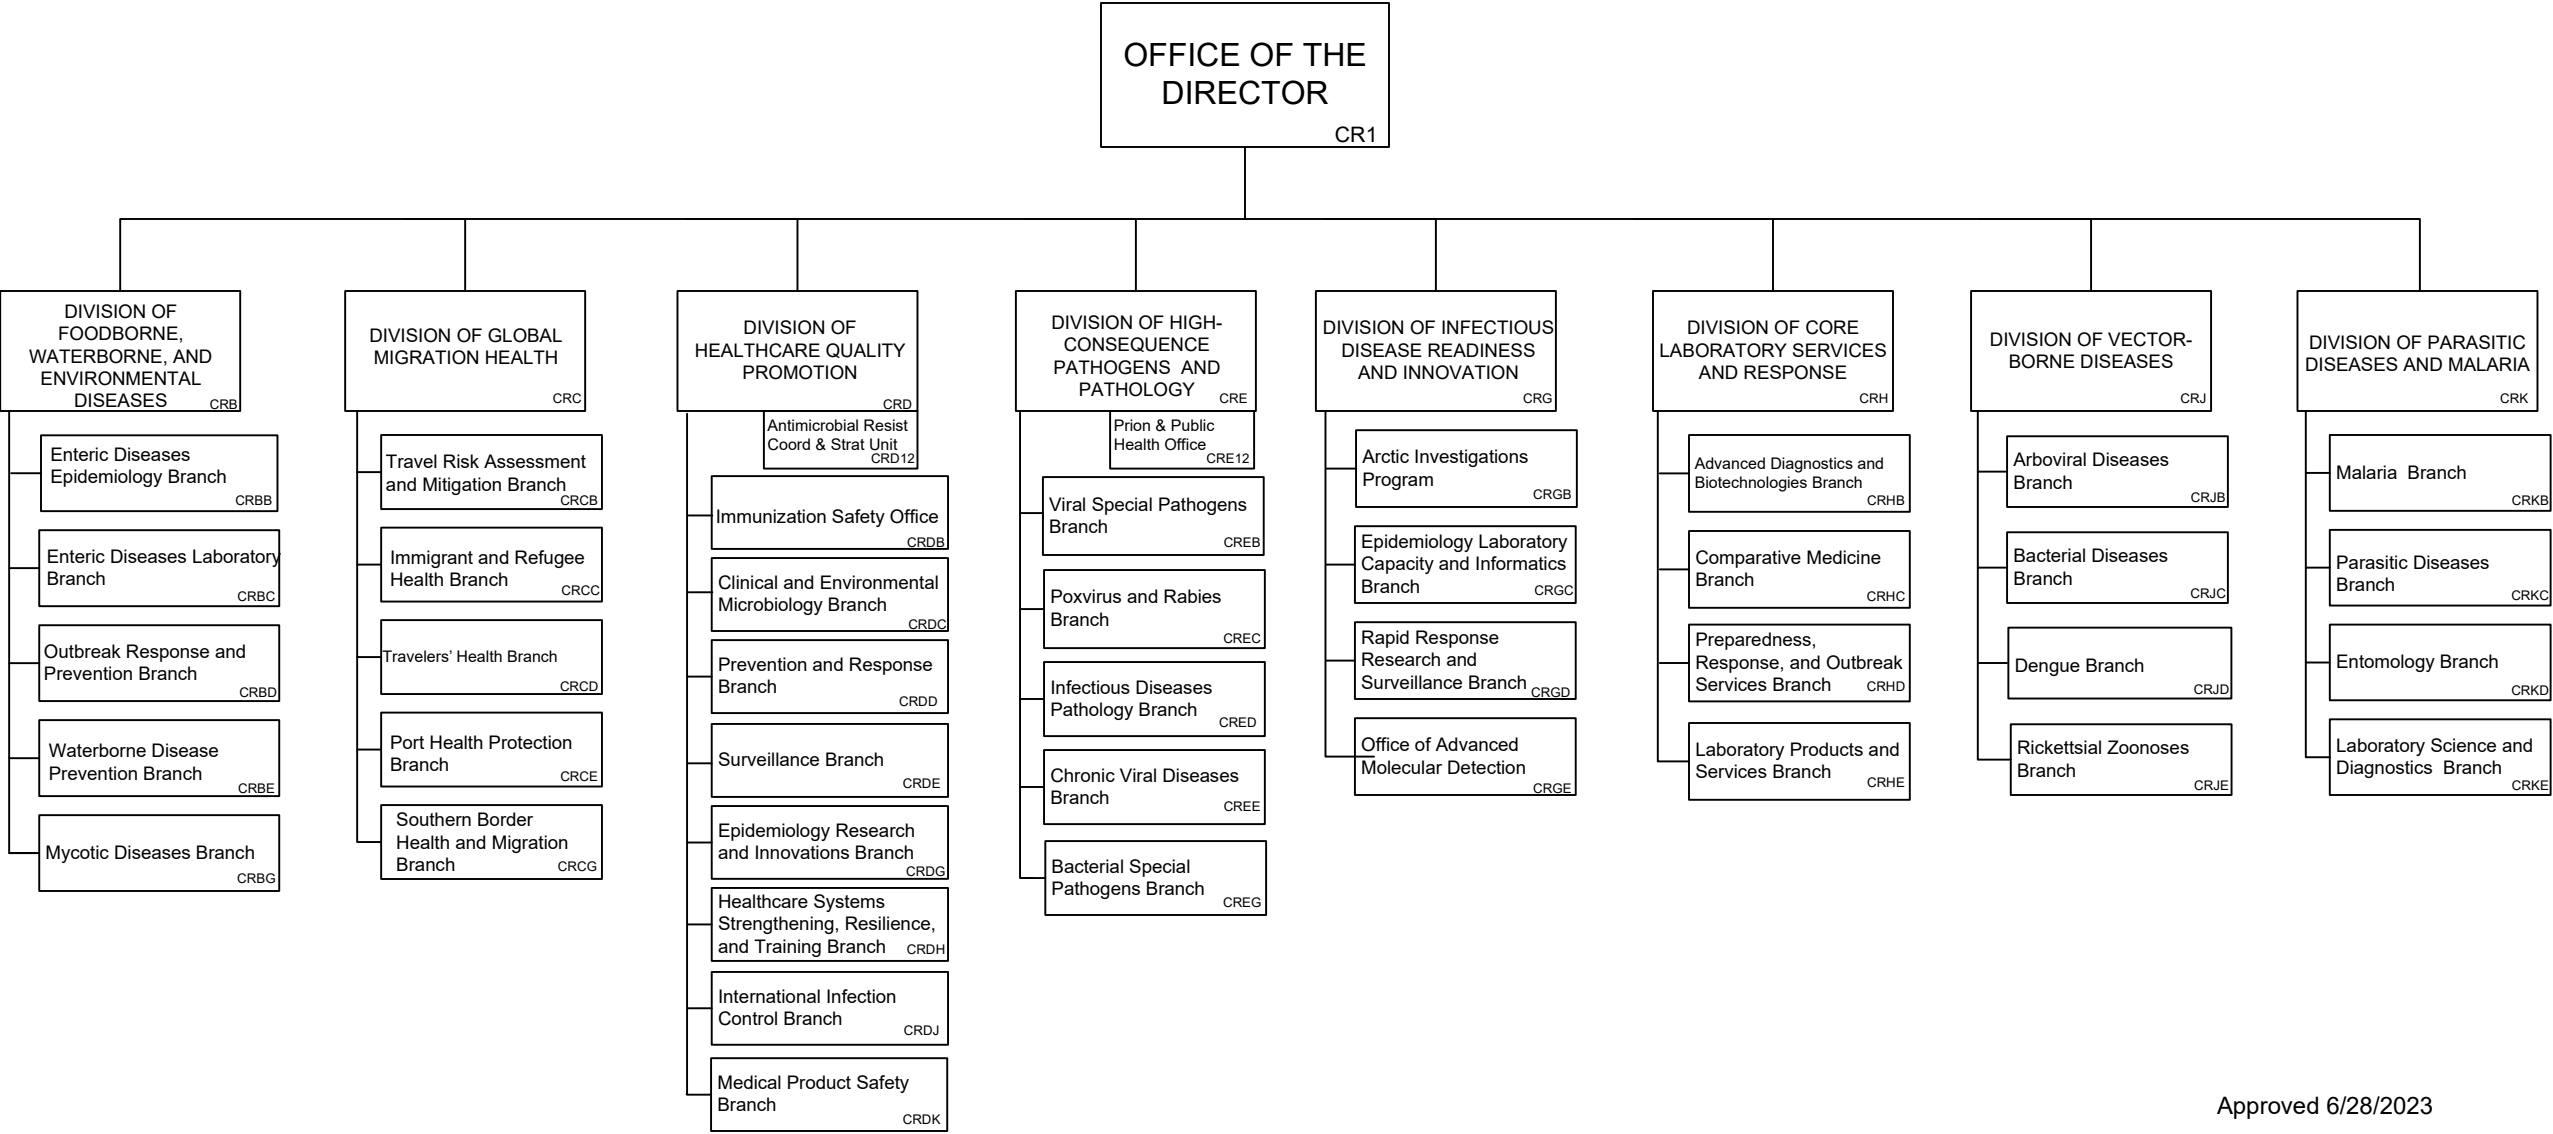 OFFICE OF THE
DIRECTOR
CR1
DIVISION OF
FOODBORNE,
WATERBORNE, AND
ENVIRONMENTAL
DISEASES
CRB
Enteric Diseases
Epidemiology Branch
CRBB
Enteric Diseases Laboratory
Branch
CRBC
Outbreak Response and
Prevention Branch
CRBD
Waterborne Disease
Prevention Branch
CRBE
Mycotic Diseases Branch
CRBG
DIVISION OF GLOBAL
MIGRATION HEALTH
CRC
Travel Risk Assessment
and Mitigation Branch
CRCB
Immigrant and Refugee
Health Branch
CRCC
Travelers’ Health Branch
CRCD
Port Health Protection
Branch
CRCE
Southern Border
Health and Migration
Branch
CRCG
DIVISION OF
HEALTHCARE QUALITY
PROMOTION
CRD
Antimicrobial Resist
Coord & Strat Unit
CRD12
Immunization Safety Office
CRDB
Clinical and Environmental
Microbiology Branch
CRDC
Prevention and Response
Branch
CRDD
Surveillance Branch
CRDE
Epidemiology Research
and Innovations Branch
CRDG
Healthcare Systems
Strengthening, Resilience,
and Training Branch
CRDH
International Infection
Control Branch
CRDJ
Medical Product Safety
Branch
CRDK
DIVISION OF HIGH-
CONSEQUENCE
PATHOGENS AND
PATHOLOGY
CRE
Prion & Public
Health Office
CRE12
Viral Special Pathogens
Branch
CREB
Poxvirus and Rabies
Branch
CREC
Infectious Diseases
Pathology Branch
CRED
Chronic Viral Diseases
Branch
CREE
Bacterial Special
Pathogens Branch
CREG
DIVISION OF INFECTIOUS
DISEASE READINESS
AND INNOVATION
CRG
Arctic Investigations
Program
CRGB
Epidemiology Laboratory
Capacity and Informatics
Branch
CRGC
Rapid Response
Research and
Surveillance Branch
CRGD
Office of Advanced
Molecular Detection
CRGE
DIVISION OF CORE
LABORATORY SERVICES
AND RESPONSE
CRH
Advanced Diagnostics and
Biotechnologies Branch
CRHB
Comparative Medicine
Branch
CRHC
Preparedness,
Response, and Outbreak
Services Branch
CRHD
Laboratory Products and
Services Branch
CRHE
DIVISION OF VECTOR-
BORNE DISEASES
CRJ
Arboviral Diseases
Branch
CRJB
Bacterial Diseases
Branch
CRJC
Dengue Branch
CRJD
Rickettsial Zoonoses
Branch
CRJE
DIVISION OF PARASITIC
DISEASES AND MALARIA
CRK
Malaria Branch
CRKB
Parasitic Diseases
Branch
CRKC
Entomology Branch
CRKD
Laboratory Science and
Diagnostics Branch
CRKE
Approved 6/28/2023